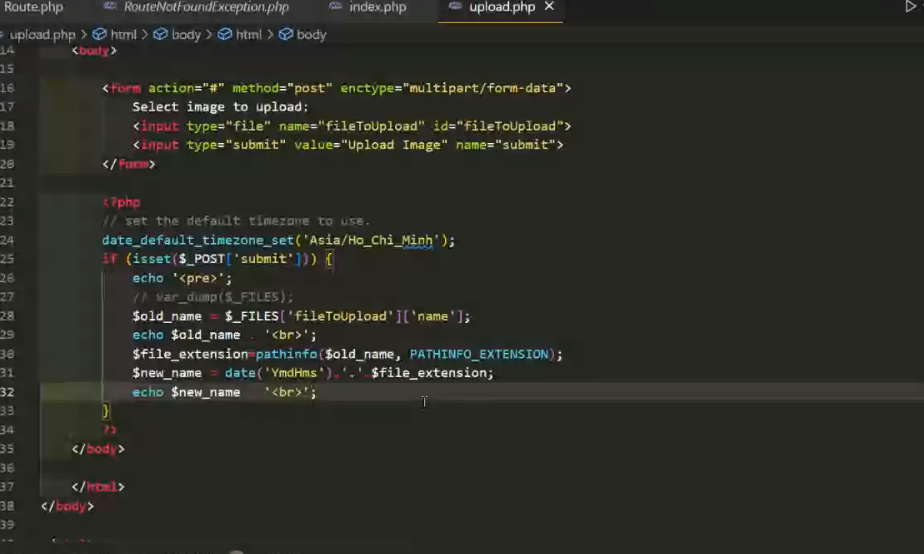 Route.php RouteNotFoundException.php index.php upload.php ×
upload.php > html > body > html > body
14 <body>
15
16 <form action="#" method="post" enctype="multipart/form-data">
17 Select image to upload:
18 <input type="file" name="fileToUpload" id="fileToUpload">
19 <input type="submit" value="Upload Image" name="submit">
20 </form>
21
22 <?php
23 // set the default timezone to use.
24 date_default_timezone_set('Asia/Ho_Chi_Minh');
25 if (isset($_POST['submit'])) {
26 echo '<pre>';
27 // var_dump($_FILES);
28 $old_name = $_FILES['fileToUpload']['name'];
29 echo $old_name . '<br>';
30 $file_extension=pathinfo($old_name, PATHINFO_EXTENSION);
31 $new_name = date('YmdHms').'.'.$file_extension;
32 echo $new_name '<br>';
33 }
34 ?>
35 </body>
36
37 </html>
38 </body>
39